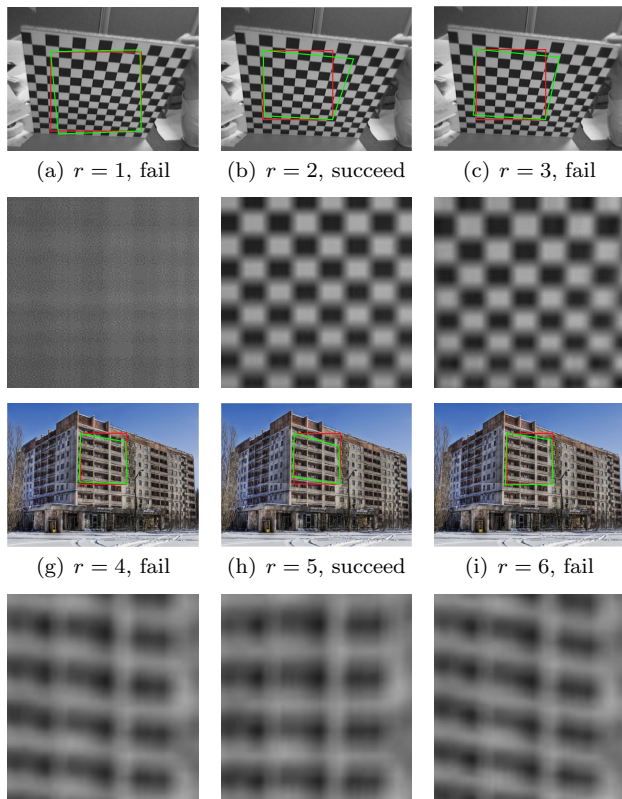 (a) r = 1, fail
(b) r = 2, succeed
(c) r = 3, fail
(g) r = 4, fail
(h) r = 5, succeed
(i) r = 6, fail